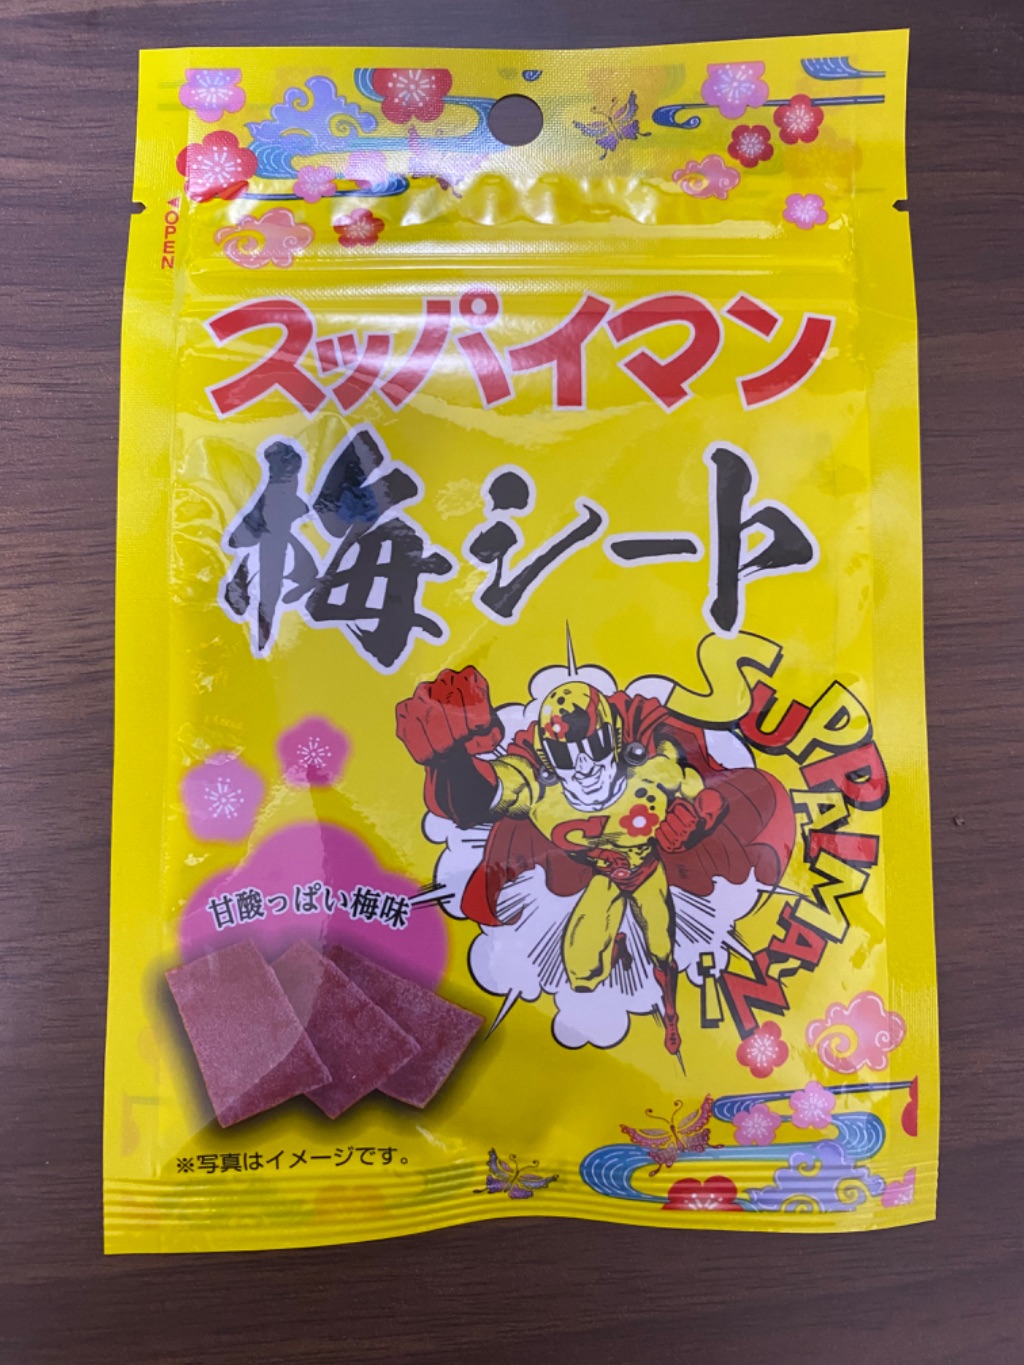 OPEN
スッパイマン
梅シート
SUPPAIMAN!
甘酸っぱい梅味
※写真はイメージです。